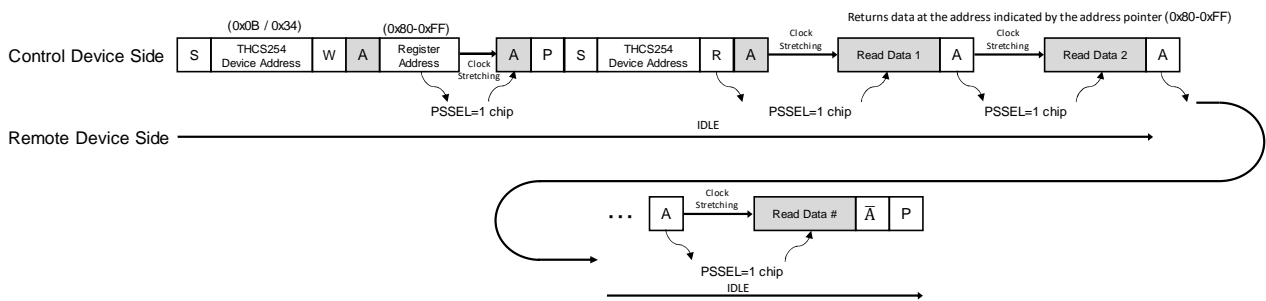 Returns data at the address indicated by the address pointer (0x80-0xFF)
(0x0B / 0x34) (0x80-0xFF)
Control Device Side S THCS254 Device Address W A Register Address Clock Stretching A P S THCS254 Device Address R A Clock Stretching Read Data 1 A Clock Stretching Read Data 2 A
PSSEL=1 chip PSSEL=1 chip PSSEL=1 chip
IDLE
Remote Device Side
... A Clock Stretching Read Data # A̅ P
PSSEL=1 chip
IDLE